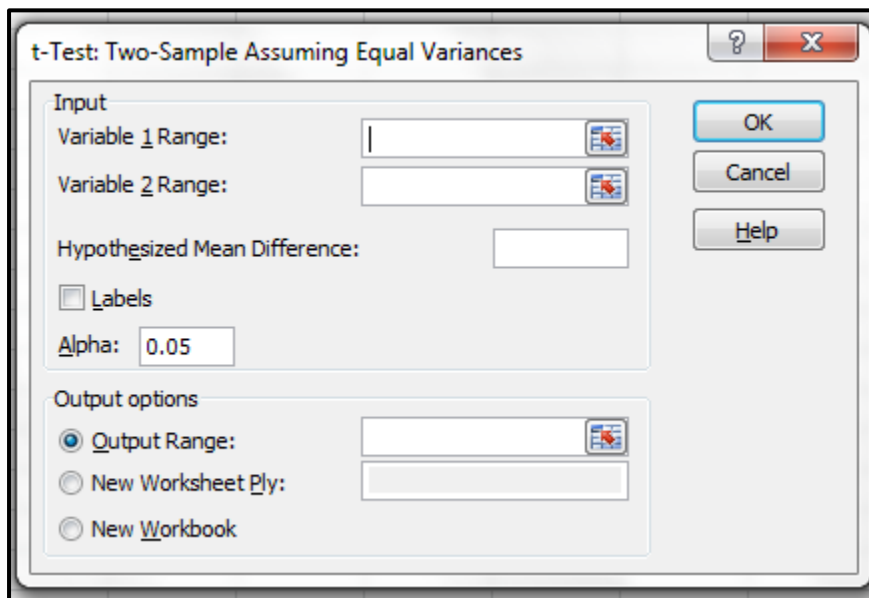 t-Test: Two-Sample Assuming Equal Variances
?
Input
Variable 1 Range:
Variable 2 Range:
Hypothesized Mean Difference:
Labels
Alpha: 0.05
OK
Cancel
Help
Output options
Output Range:
New Worksheet Ply:
New Workbook